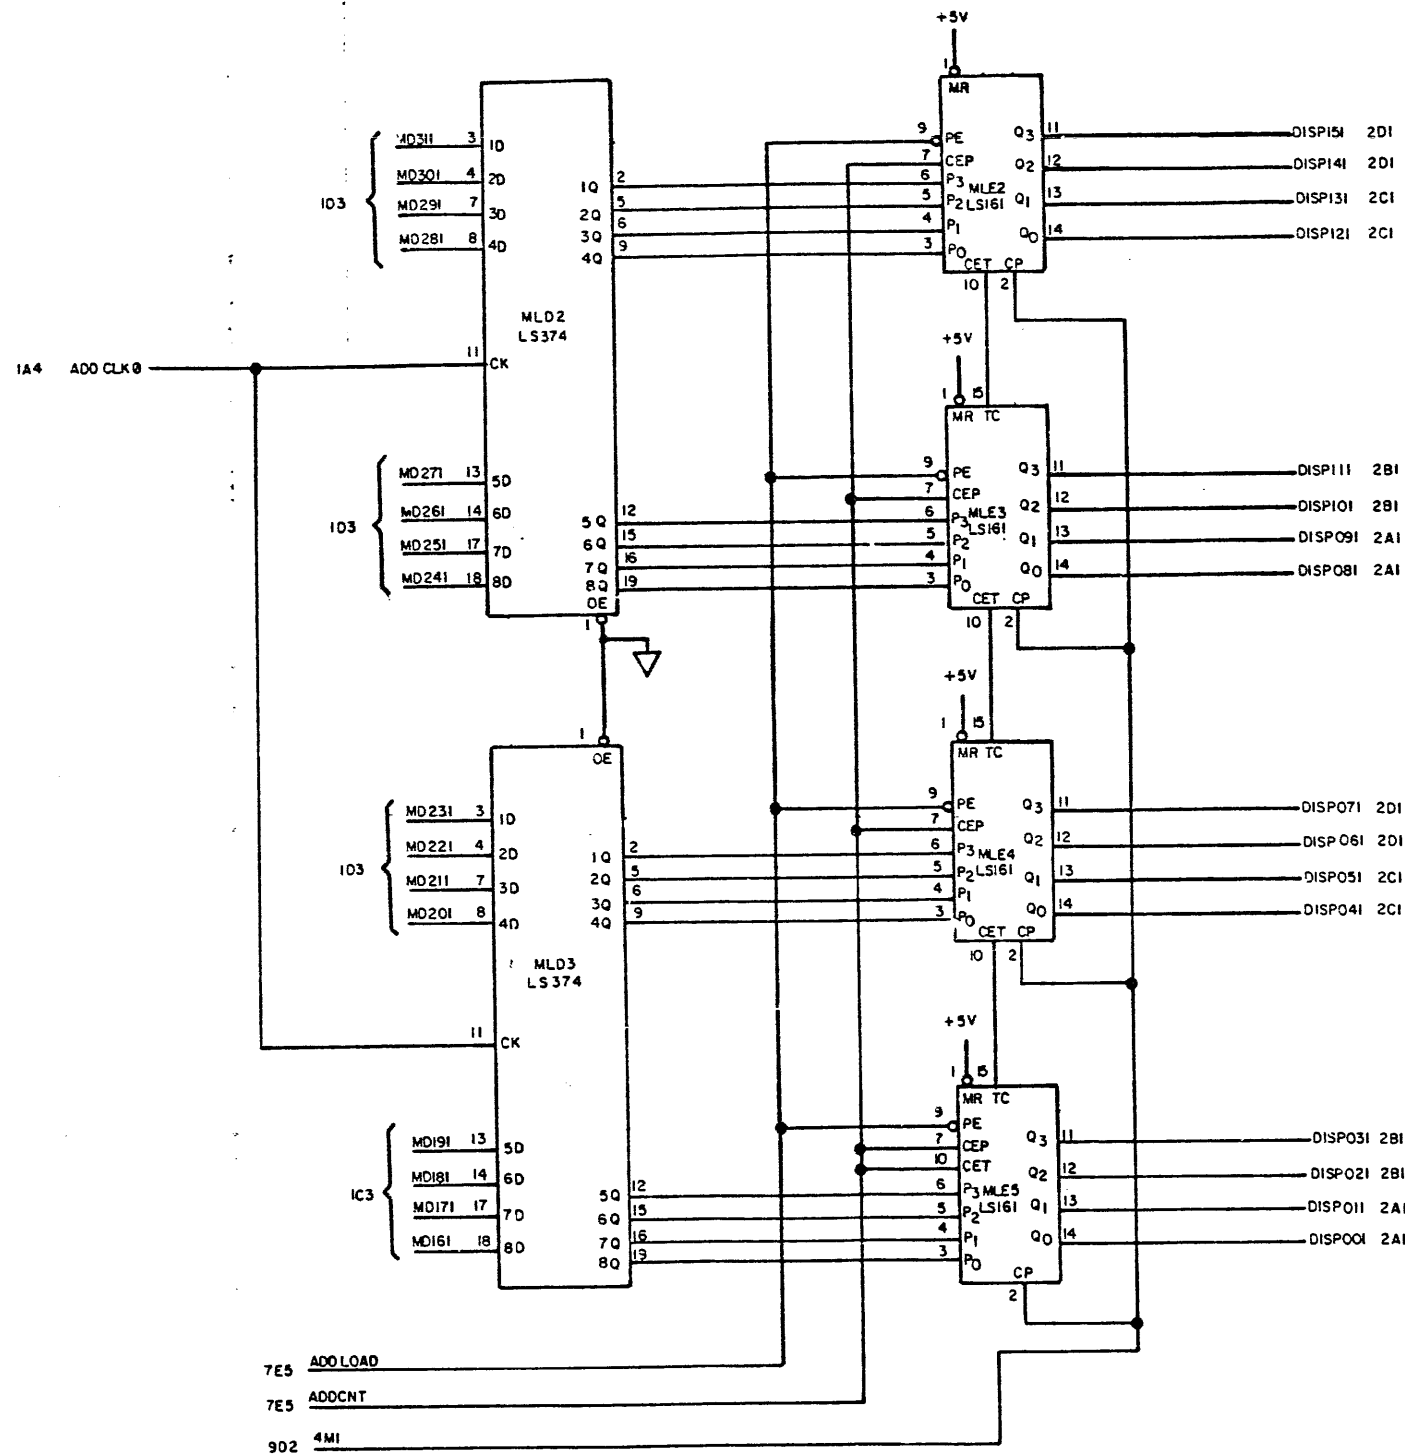 +5V
1
MR
MD311 3 1D
MD301 4 2D
1D3
MD291 7 3D
MD281 8 4D
1Q 2
2Q 5
3Q 6
4Q 9
MLD2
LS374
1A4 ADD CLK0
11 CK
MD271 13 5D
MD261 14 6D
1D3
MD251 17 7D
MD241 18 8D
5Q 12
6Q 15
7Q 16
8Q 19
OE
1
9 PE
7 CEP
6 P3
5 P2
4 P1
3 P0
MLE2
LS161
CET CP
10 2
Q3 11 DISP151 2D1
Q2 12 DISP141 2D1
Q1 13 DISP131 2C1
Q0 14 DISP121 2C1
+5V
1 15
MR TC
9 PE
7 CEP
6 P3
5 P2
4 P1
3 P0
MLE3
LS161
CET CP
10 2
Q3 11 DISP111 2B1
Q2 12 DISP101 2B1
Q1 13 DISP091 2A1
Q0 14 DISP081 2A1
1
OE
MD231 3 1D
MD221 4 2D
1D3
MD211 7 3D
MD201 8 4D
1Q 2
2Q 5
3Q 6
4Q 9
MLD3
LS374
11 CK
MD191 13 5D
MD181 14 6D
1C3
MD171 17 7D
MD161 18 8D
5Q 12
6Q 15
7Q 16
8Q 19
+5V
1 15
MR TC
9 PE
7 CEP
6 P3
5 P2
4 P1
3 P0
MLE4
LS161
CET CP
10 2
Q3 11 DISP071 2D1
Q2 12 DISP061 2D1
Q1 13 DISP051 2C1
Q0 14 DISP041 2C1
+5V
1 15
MR TC
9 PE
7 CEP
10 CET
6 P3
5 P2
4 P1
3 P0
MLE5
LS161
CP
2
Q3 11 DISP031 2B1
Q2 12 DISP021 2B1
Q1 13 DISP011 2A1
Q0 14 DISP001 2A1
7E5 ADDLOAD
7E5 ADDCNT
9D2 4M1